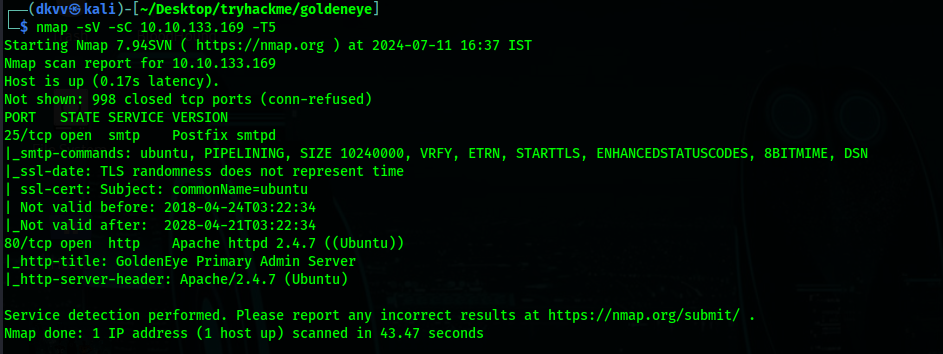 ┌──(dkvv㉿kali)-[~/Desktop/tryhackme/goldeneye]
└─$ nmap -sV -sC 10.10.133.169 -T5
Starting Nmap 7.94SVN ( https://nmap.org ) at 2024-07-11 16:37 IST
Nmap scan report for 10.10.133.169
Host is up (0.17s latency).
Not shown: 998 closed tcp ports (conn-refused)
PORT   STATE SERVICE VERSION
25/tcp open  smtp    Postfix smtpd
|_smtp-commands: ubuntu, PIPELINING, SIZE 10240000, VRFY, ETRN, STARTTLS, ENHANCEDSTATUSCODES, 8BITMIME, DSN
|_ssl-date: TLS randomness does not represent time
| ssl-cert: Subject: commonName=ubuntu
| Not valid before: 2018-04-24T03:22:34
|_Not valid after:  2028-04-21T03:22:34
80/tcp open  http    Apache httpd 2.4.7 ((Ubuntu))
|_http-title: GoldenEye Primary Admin Server
|_http-server-header: Apache/2.4.7 (Ubuntu)

Service detection performed. Please report any incorrect results at https://nmap.org/submit/ .
Nmap done: 1 IP address (1 host up) scanned in 43.47 seconds